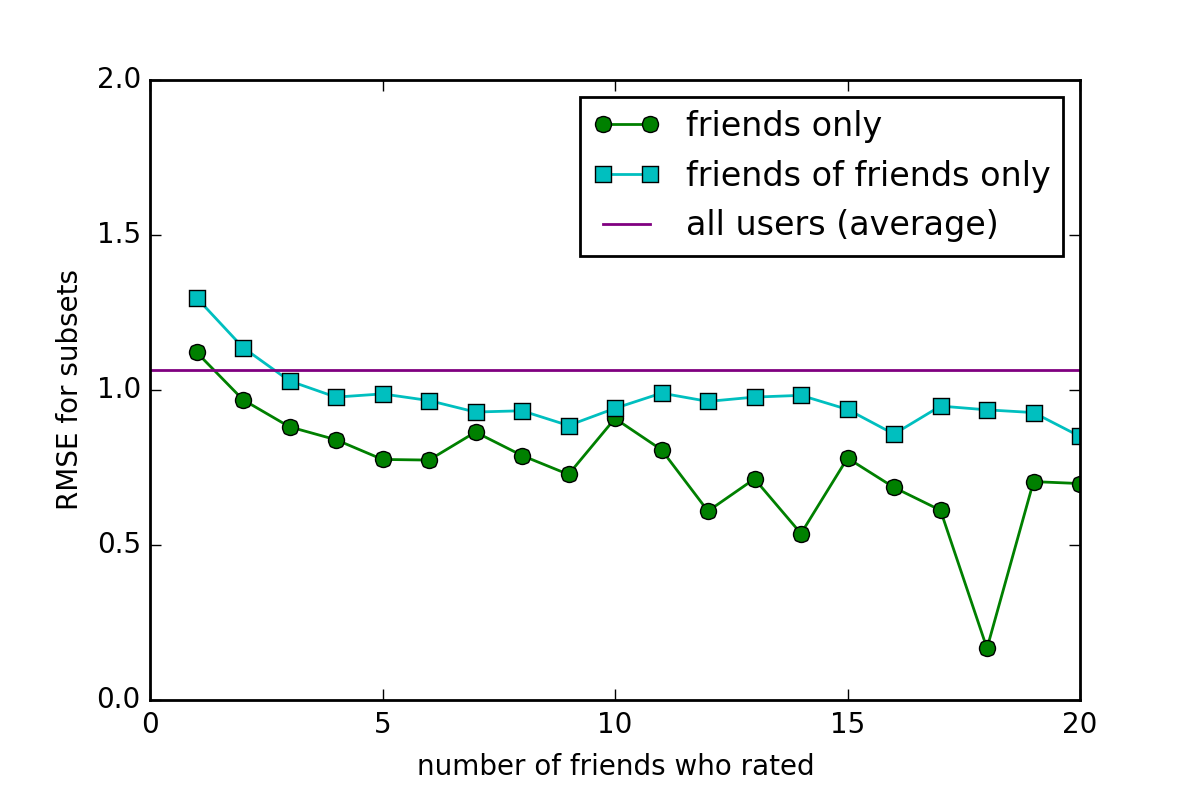 2.0
1.5
1.0
0.5
0.0
RMSE for subsets
friends only
friends of friends only
all users (average)
0 5 10 15 20
number of friends who rated